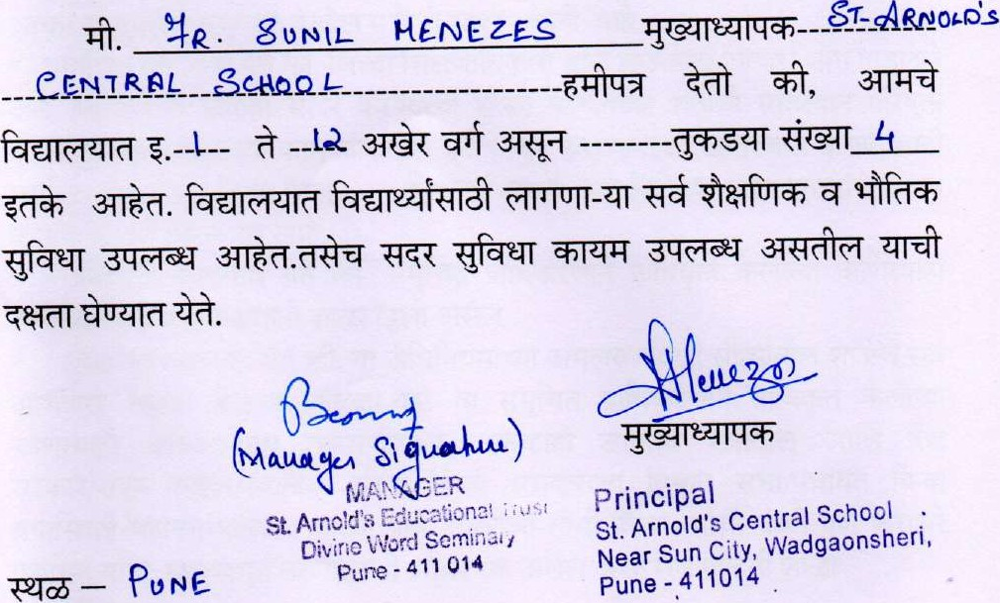 मी. FR. SUNIL MENEZES मुख्याध्यापक ST. ARNOLD'S
CENTRAL SCHOOL हमीपत्र देतो की, आमचे
विद्यालयात इ. 1 ते 12 अखेर वर्ग असून तुकडया संख्या 4
इतके आहेत. विद्यालयात विद्यार्थ्यांसाठी लागणा-या सर्व शैक्षणिक व भौतिक
सुविधा उपलब्ध आहेत.तसेच सदर सुविधा कायम उपलब्ध असतील याची
दक्षता घेण्यात येते.
(Manager Signature)
MANAGER
St. Arnold's Educational Trust
Divine Word Seminary
Pune - 411 014
Menezes
मुख्याध्यापक
Principal
St. Arnold's Central School
Near Sun City, Wadgaonsheri,
Pune - 411014
स्थळ – PUNE